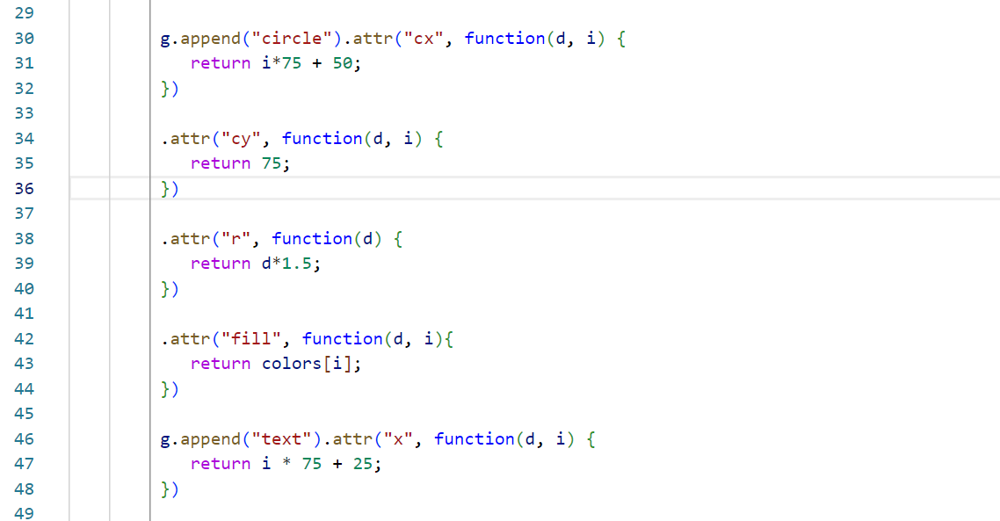 29
30 g.append("circle").attr("cx", function(d, i) {
31 return i*75 + 50;
32 })
33
34 .attr("cy", function(d, i) {
35 return 75;
36 })
37
38 .attr("r", function(d) {
39 return d*1.5;
40 })
41
42 .attr("fill", function(d, i){
43 return colors[i];
44 })
45
46 g.append("text").attr("x", function(d, i) {
47 return i * 75 + 25;
48 })
49